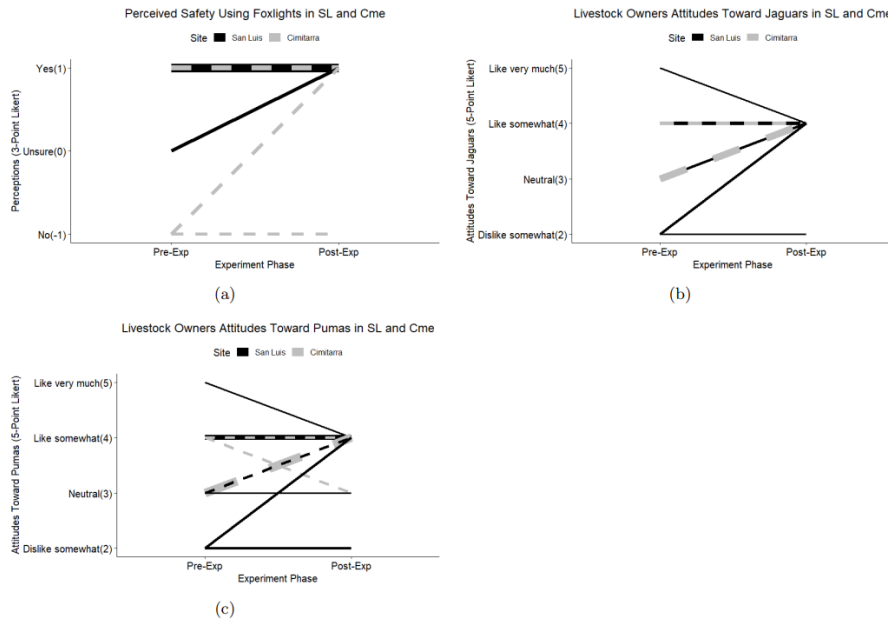 Perceived Safety Using Foxlights in SL and Cme
Site San Luis Cimitarra
Perceptions (3-Point Likert)
Yes(1)
Unsure(0)
No(-1)
Pre-Exp Post-Exp
Experiment Phase
(a)
Livestock Owners Attitudes Toward Jaguars in SL and Cme
Site San Luis Cimitarra
Attitudes Toward Jaguars (5-Point Likert)
Like very much(5)
Like somewhat(4)
Neutral(3)
Dislike somewhat(2)
Pre-Exp Post-Exp
Experiment Phase
(b)
Livestock Owners Attitudes Toward Pumas in SL and Cme
Site San Luis Cimitarra
Attitudes Toward Pumas (5-Point Likert)
Like very much(5)
Like somewhat(4)
Neutral(3)
Dislike somewhat(2)
Pre-Exp Post-Exp
Experiment Phase
(c)